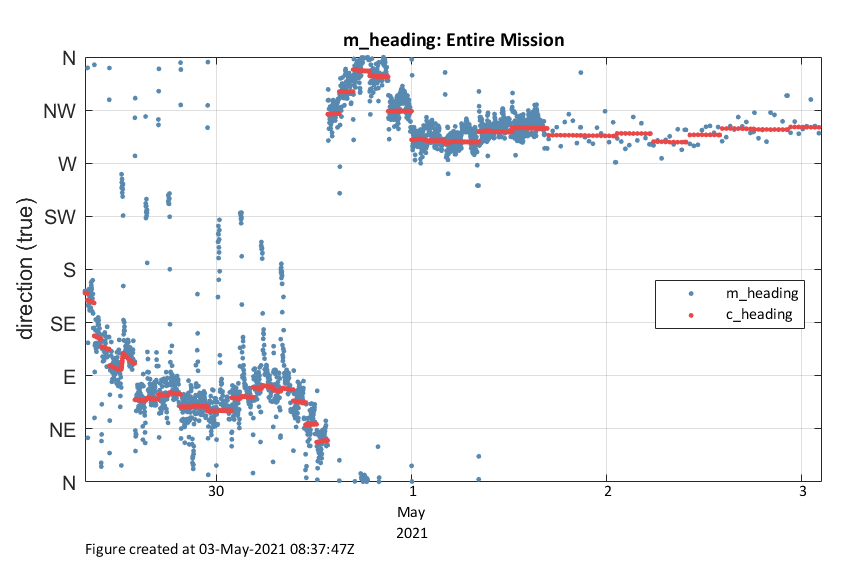 m_heading: Entire Mission
direction (true)
N
NW
W
SW
S
SE
E
NE
N
m_heading
c_heading
30
1
2
3
May
2021
Figure created at 03-May-2021 08:37:47Z